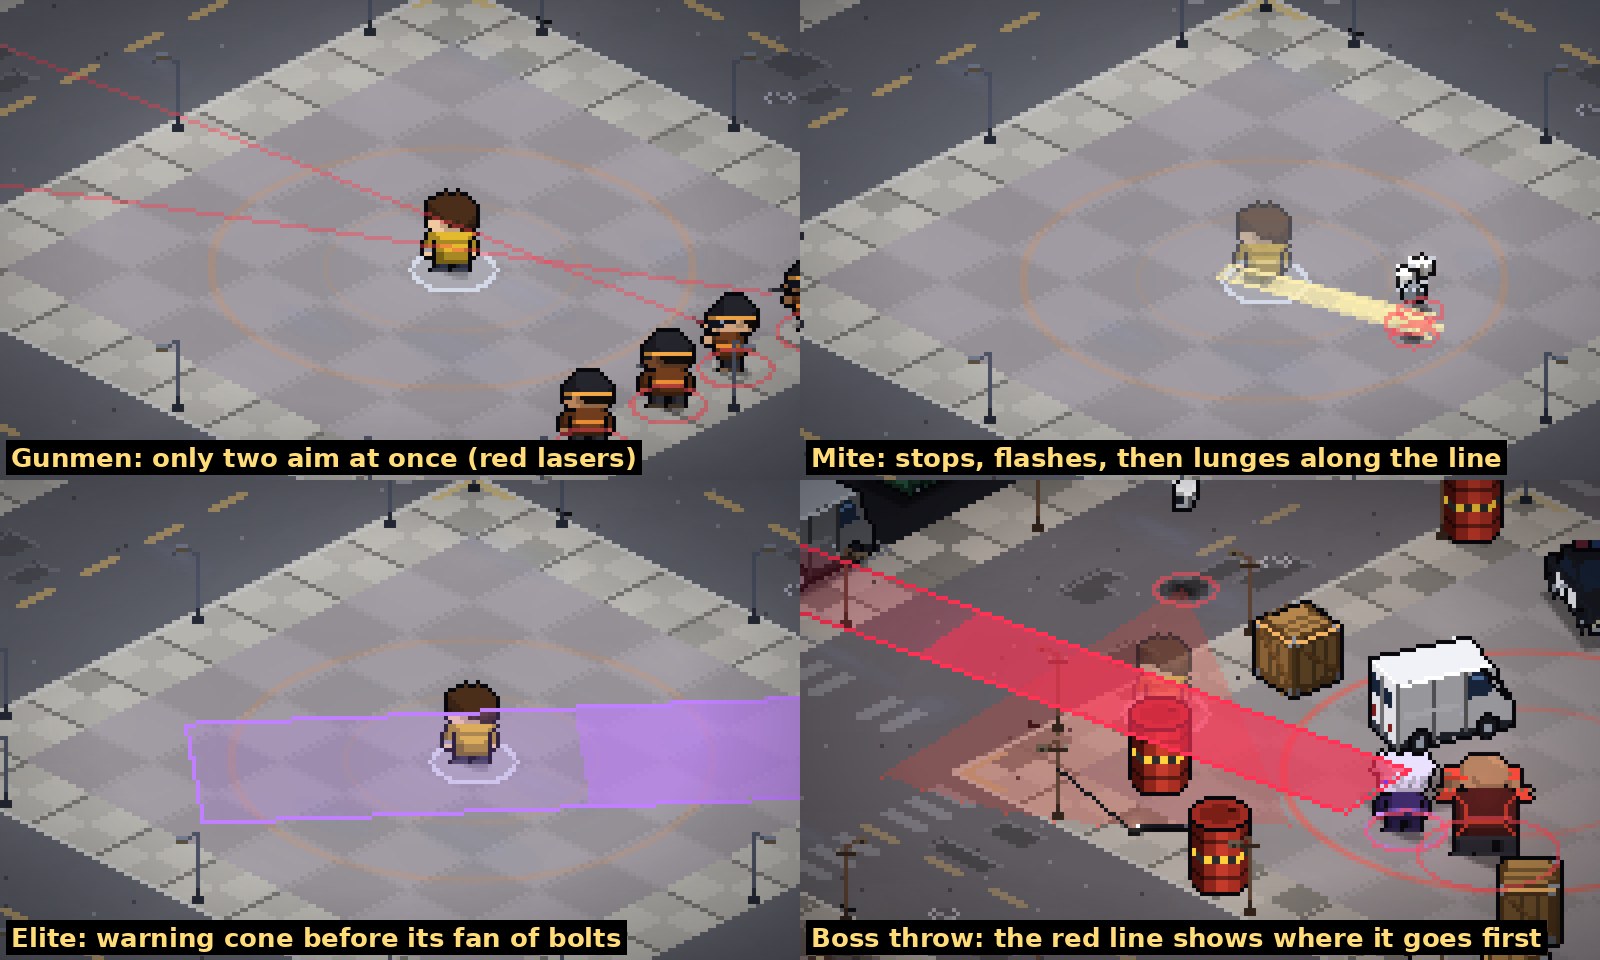 Gunmen: only two aim at once (red lasers)
Mite: stops, flashes, then lunges along the line
Elite: warning cone before its fan of bolts
Boss throw: the red line shows where it goes first